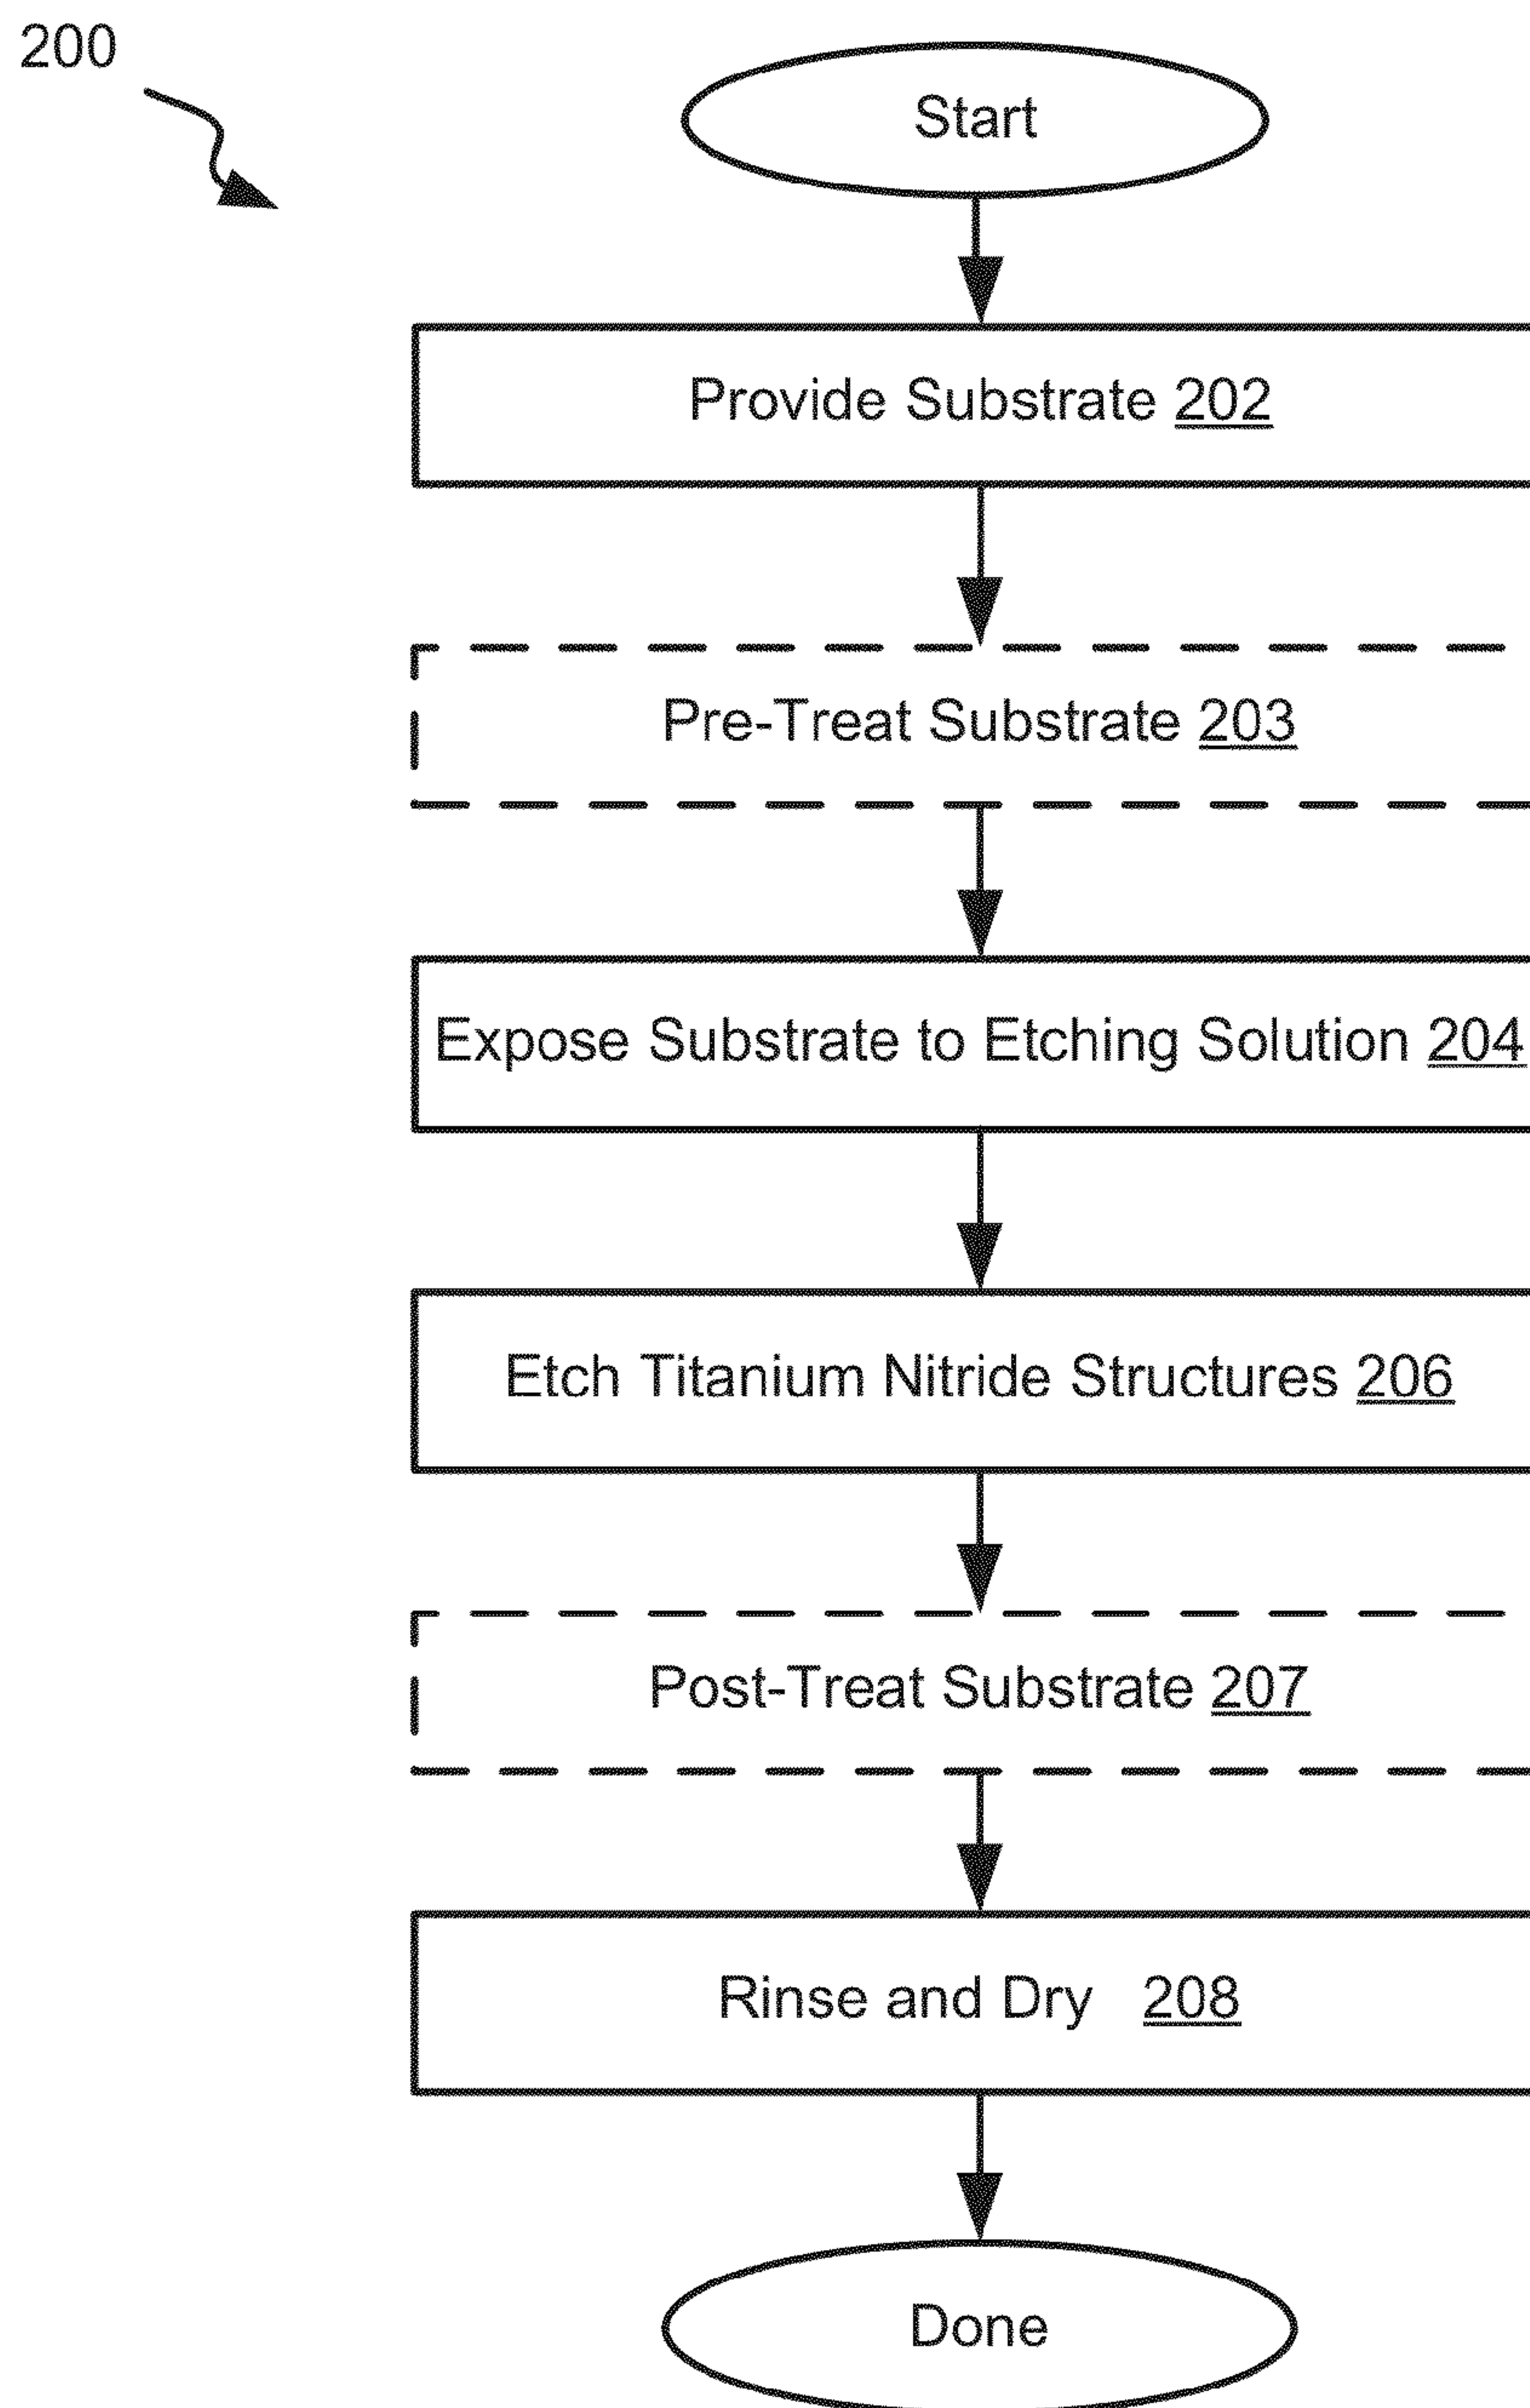 200
Start
Provide Substrate 202
Pre-Treat Substrate 203
Expose Substrate to Etching Solution 204
Etch Titanium Nitride Structures 206
Post-Treat Substrate 207
Rinse and Dry 208
Done